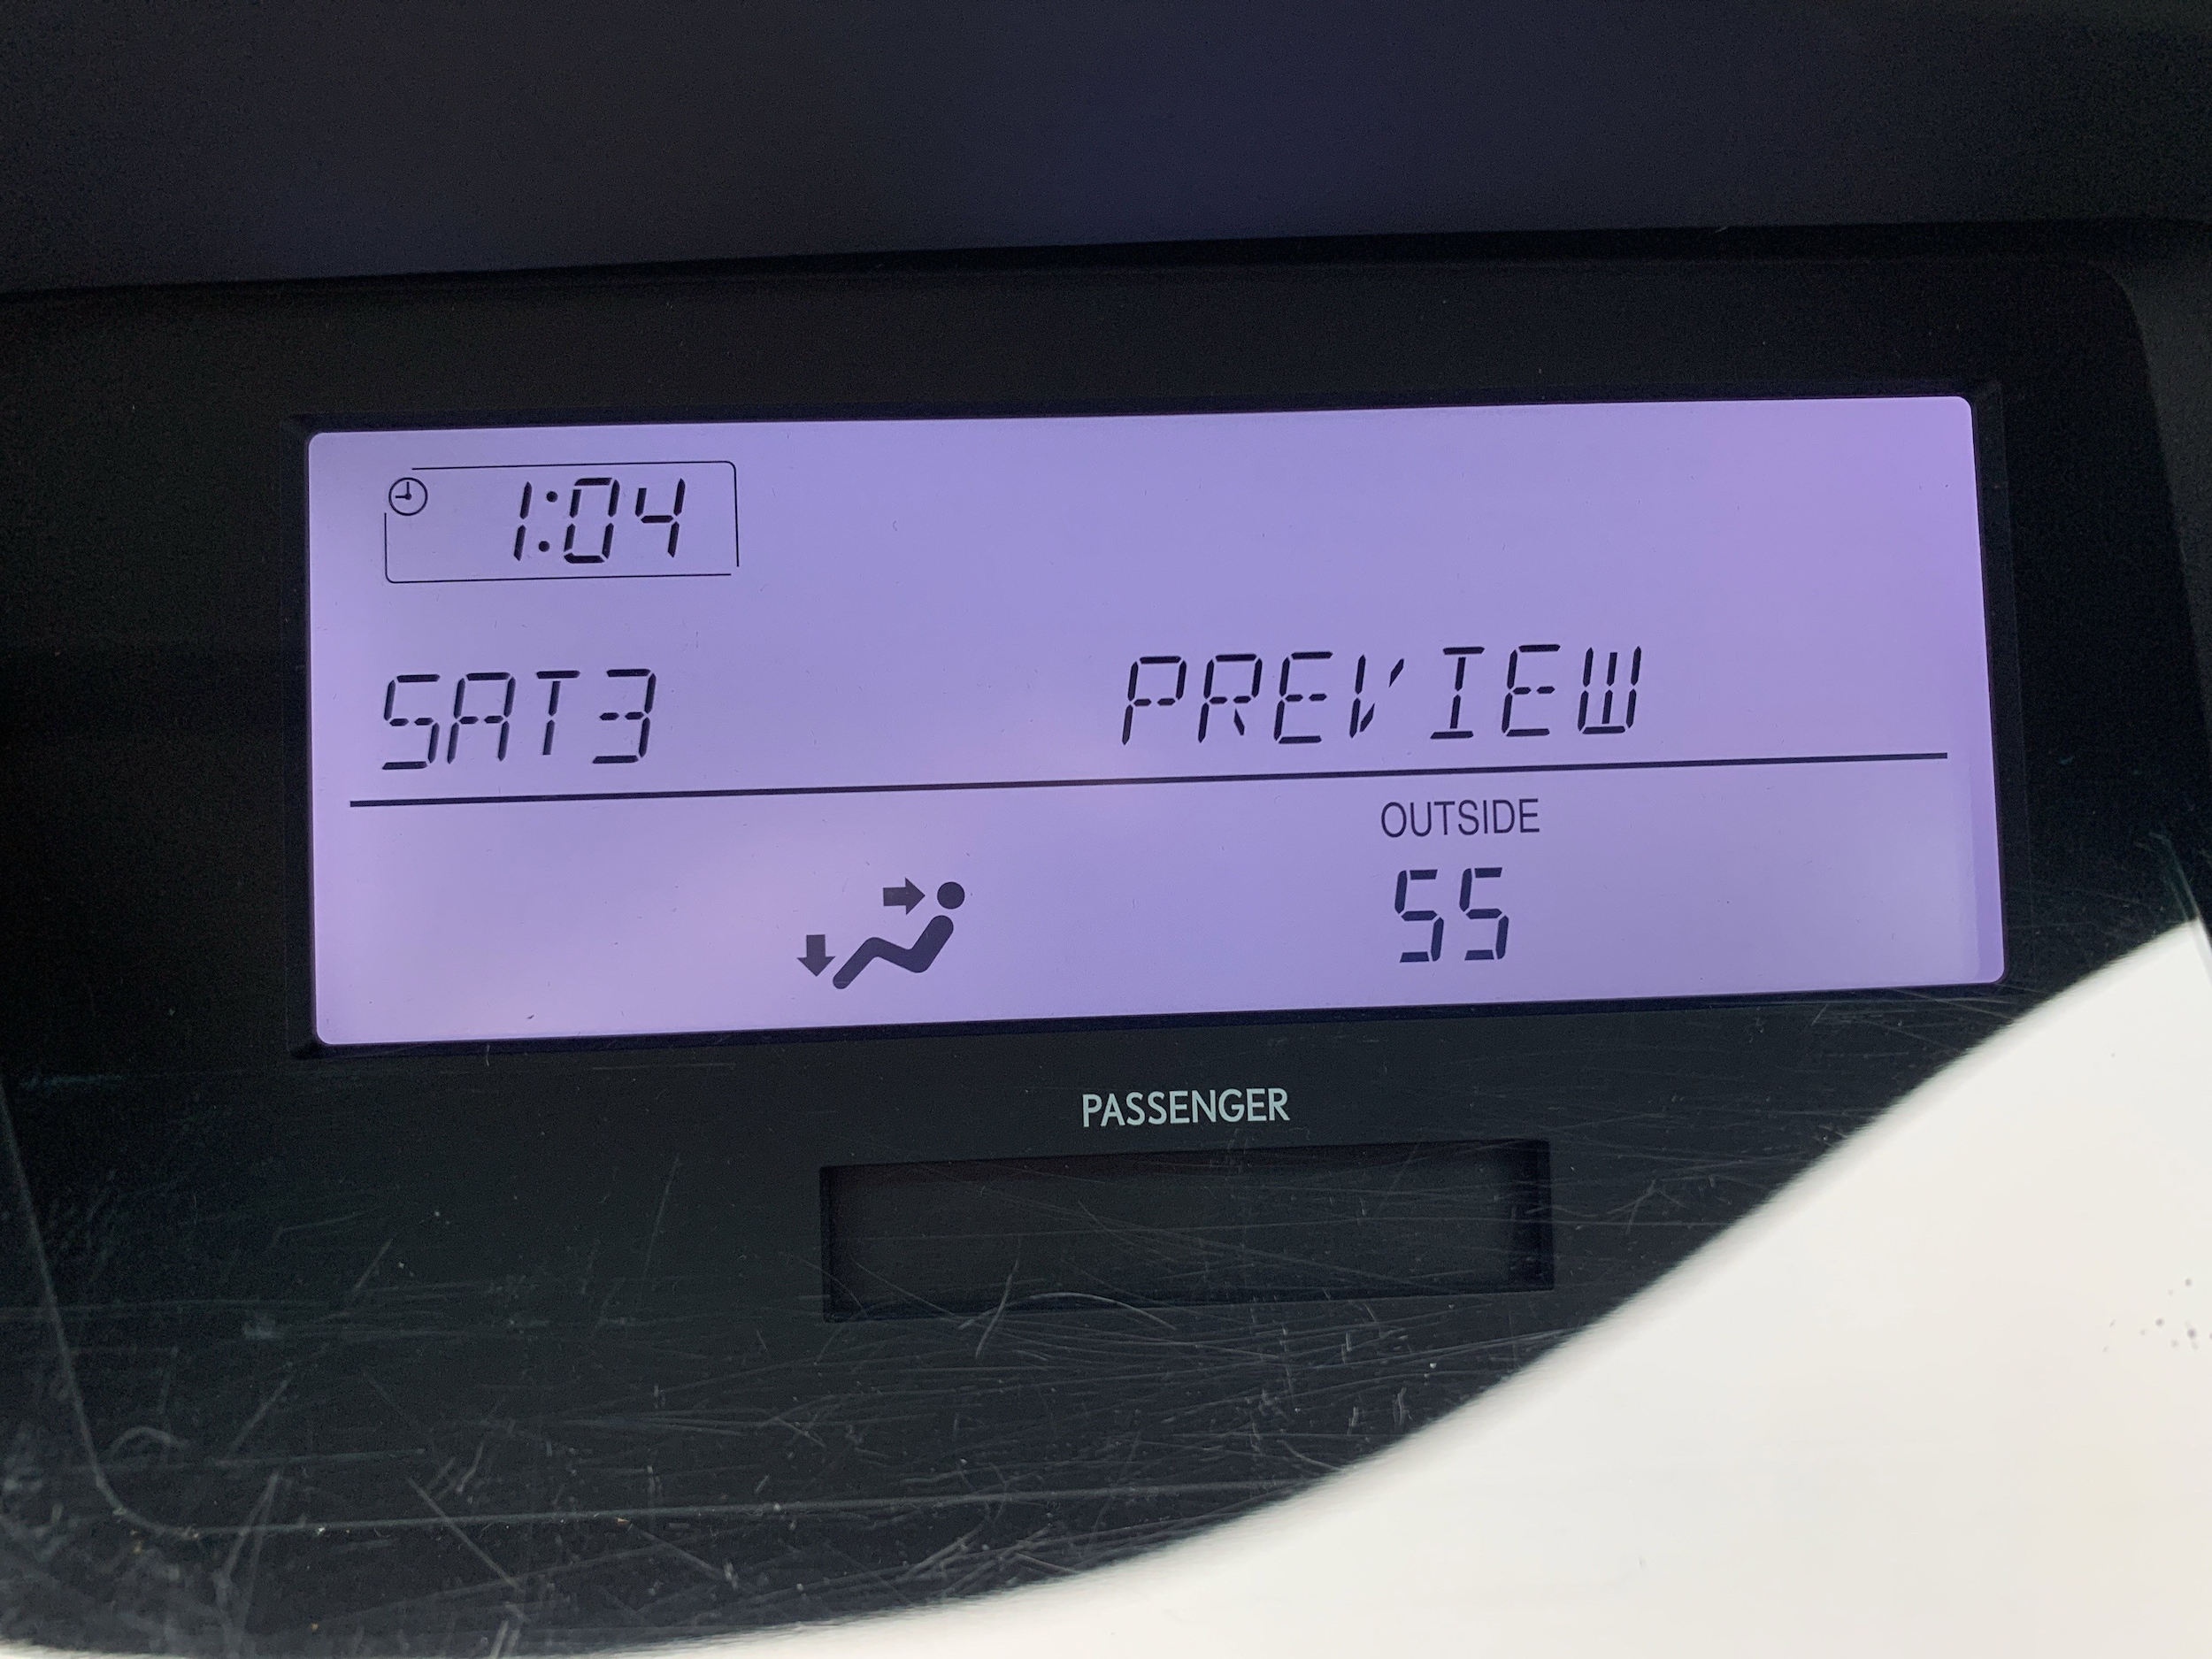 1:04
SAT3 PREVIEW
OUTSIDE
55
PASSENGER